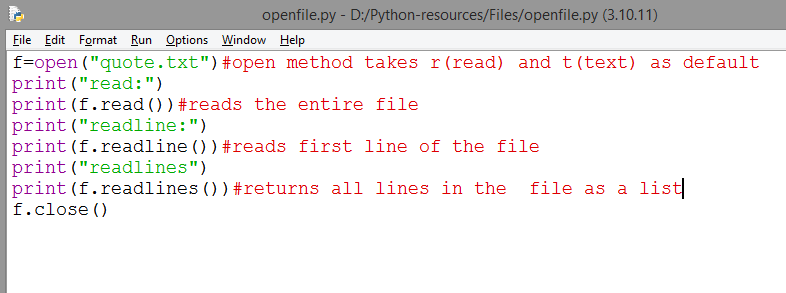 openfile.py - D:/Python-resources/Files/openfile.py (3.10.11)
File Edit Format Run Options Window Help
f=open("quote.txt")#open method takes r(read) and t(text) as default
print("read:")
print(f.read())#reads the entire file
print("readline:")
print(f.readline())#reads first line of the file
print("readlines")
print(f.readlines())#returns all lines in the  file as a list
f.close()